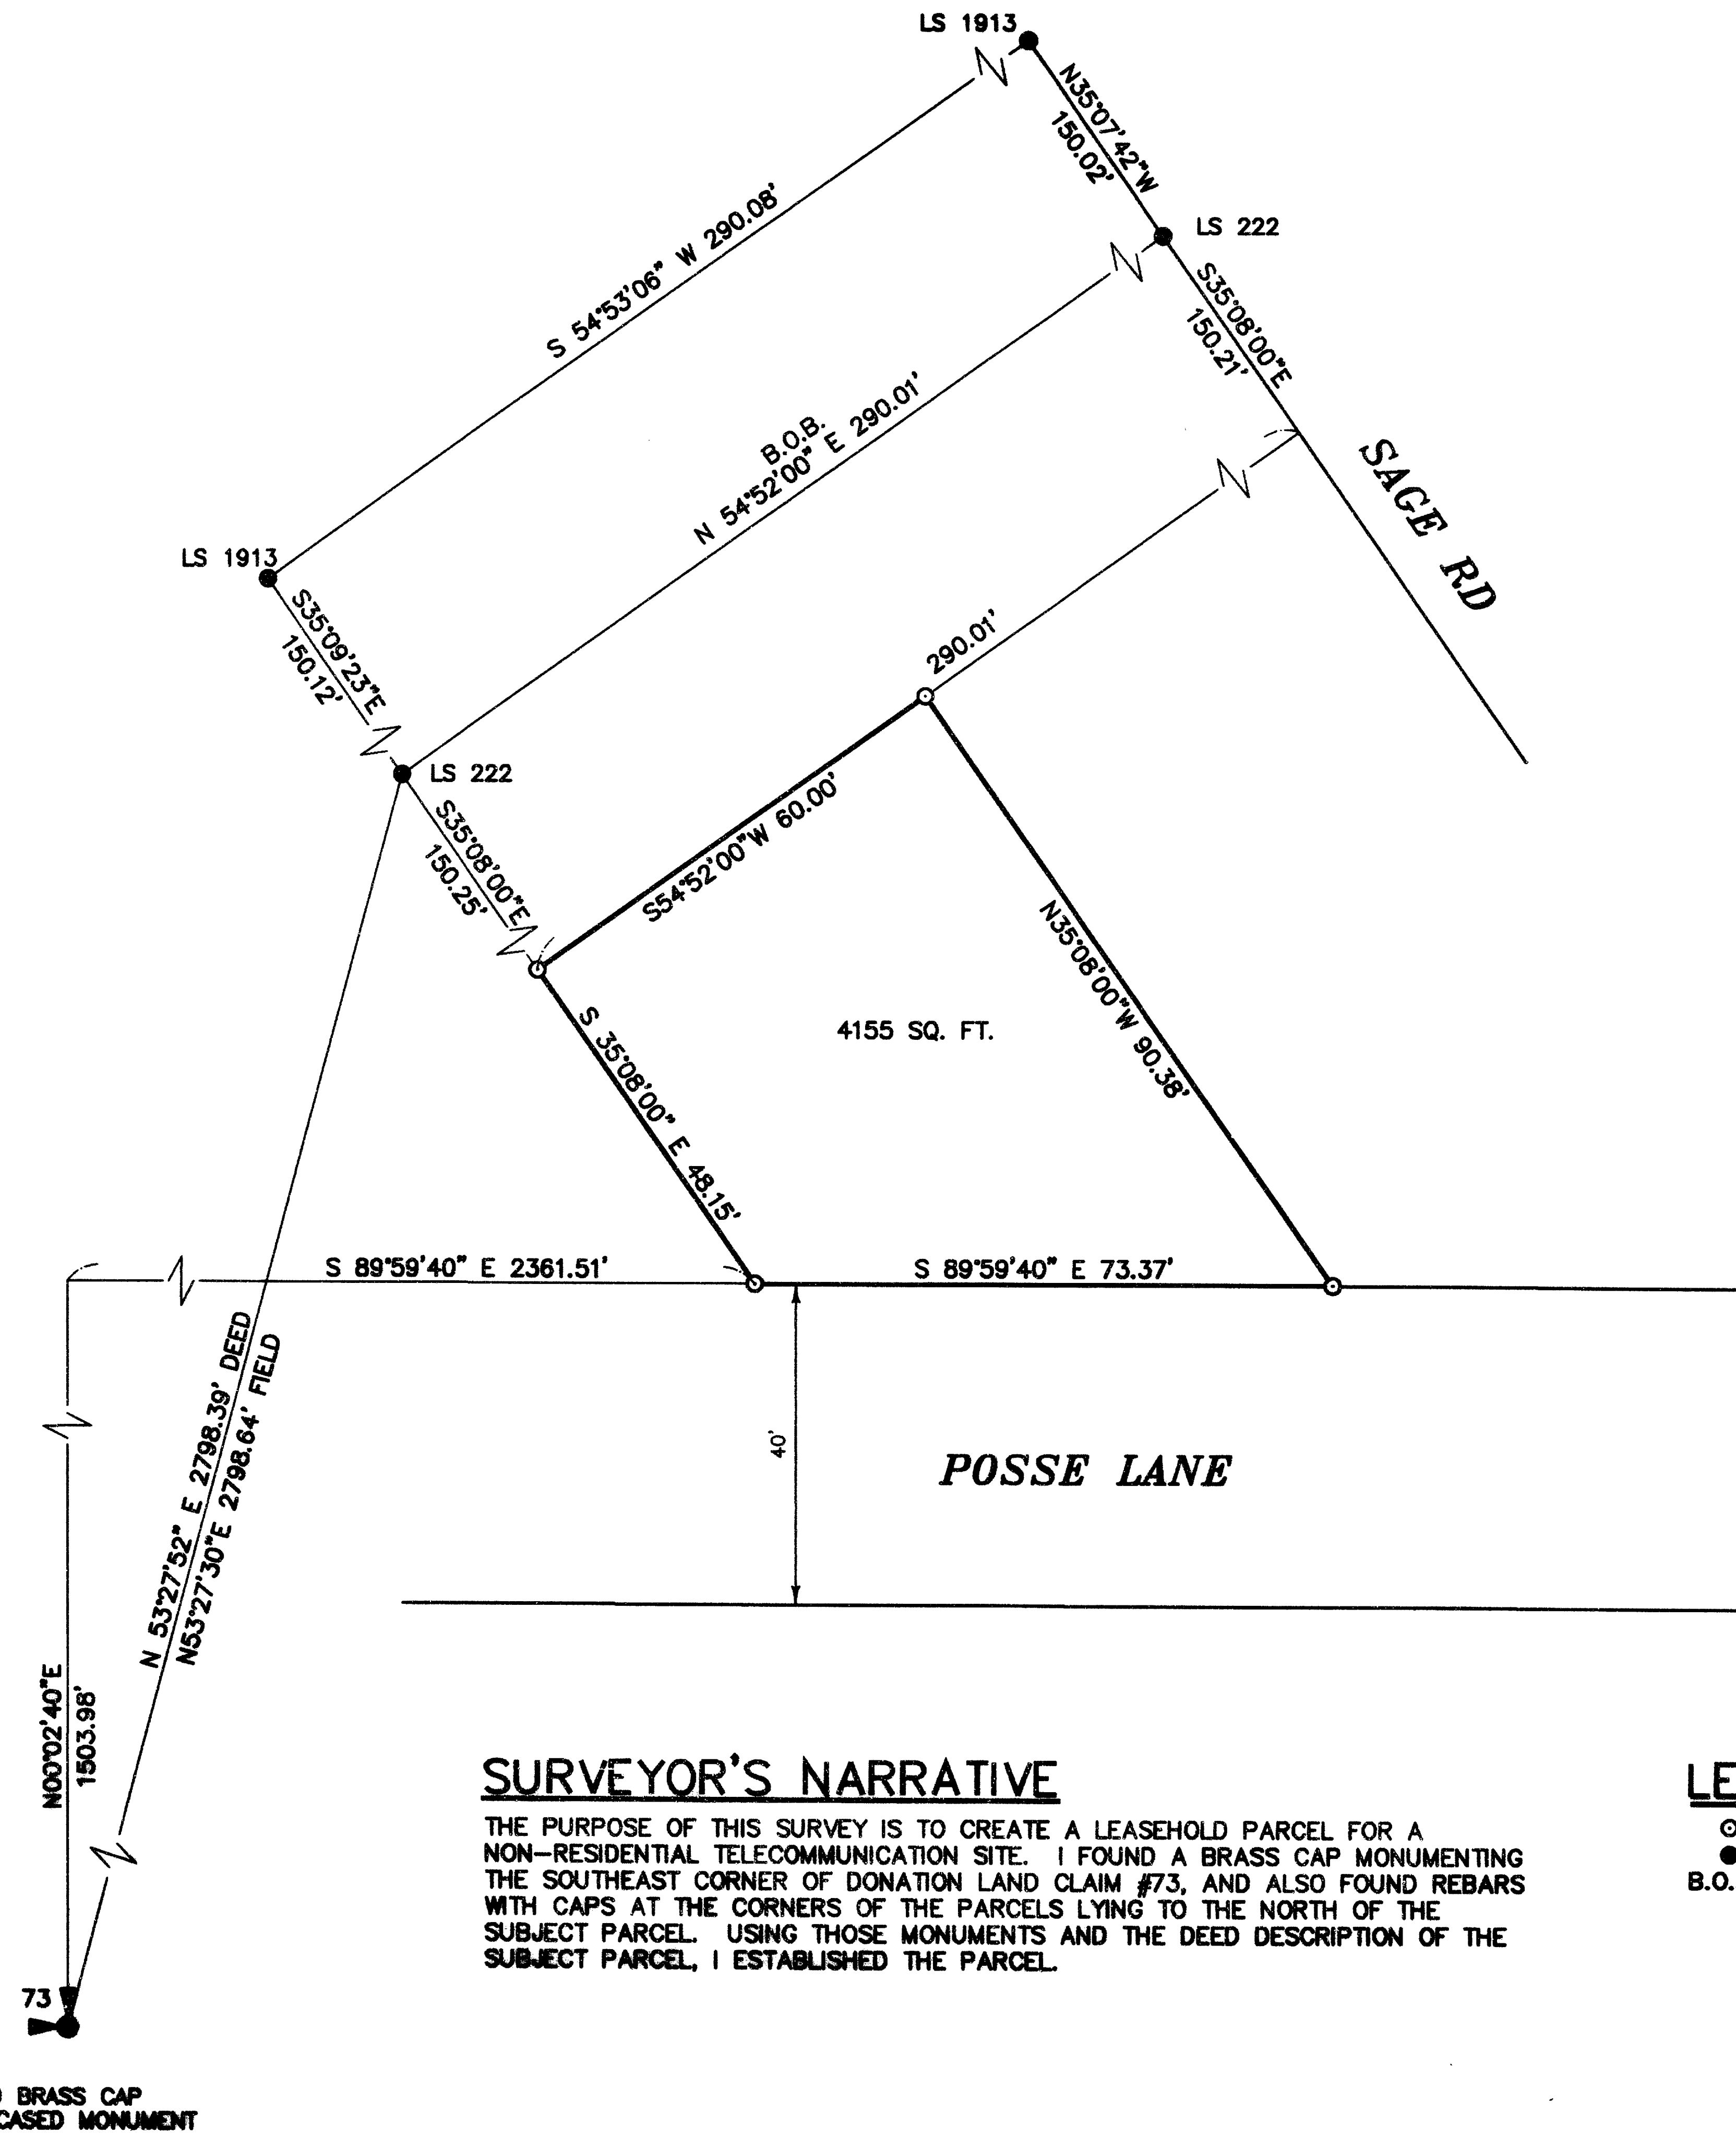 LS 1913
N35°07'42"W
150.02'
S 54°53'06" W 290.08'
LS 222
S35°08'00"E
150.21'
B.O.B.
N 54°52'00" E 290.01'
SAGE RD
LS 1913
S35°09'23"E
150.12'
290.01'
LS 222
S35°08'00"E
150.25'
S54°52'00"W 60.00'
N35°08'00"W 90.38'
4155 SQ. FT.
S 35°08'00" E 48.15'
S 89°59'40" E 2361.51'
S 89°59'40" E 73.37'
N 53°27'52" E 2798.39' DEED
N53°27'30"E 2798.64' FIELD
40'
POSSE LANE
N00°02'40"E
1503.98'
SURVEYOR'S NARRATIVE
THE PURPOSE OF THIS SURVEY IS TO CREATE A LEASEHOLD PARCEL FOR A
NON-RESIDENTIAL TELECOMMUNICATION SITE. I FOUND A BRASS CAP MONUMENTING
THE SOUTHEAST CORNER OF DONATION LAND CLAIM #73, AND ALSO FOUND REBARS
WITH CAPS AT THE CORNERS OF THE PARCELS LYING TO THE NORTH OF THE
SUBJECT PARCEL. USING THOSE MONUMENTS AND THE DEED DESCRIPTION OF THE
SUBJECT PARCEL, I ESTABLISHED THE PARCEL.
LE
B.O.
73
BRASS CAP
CASED MONUMENT